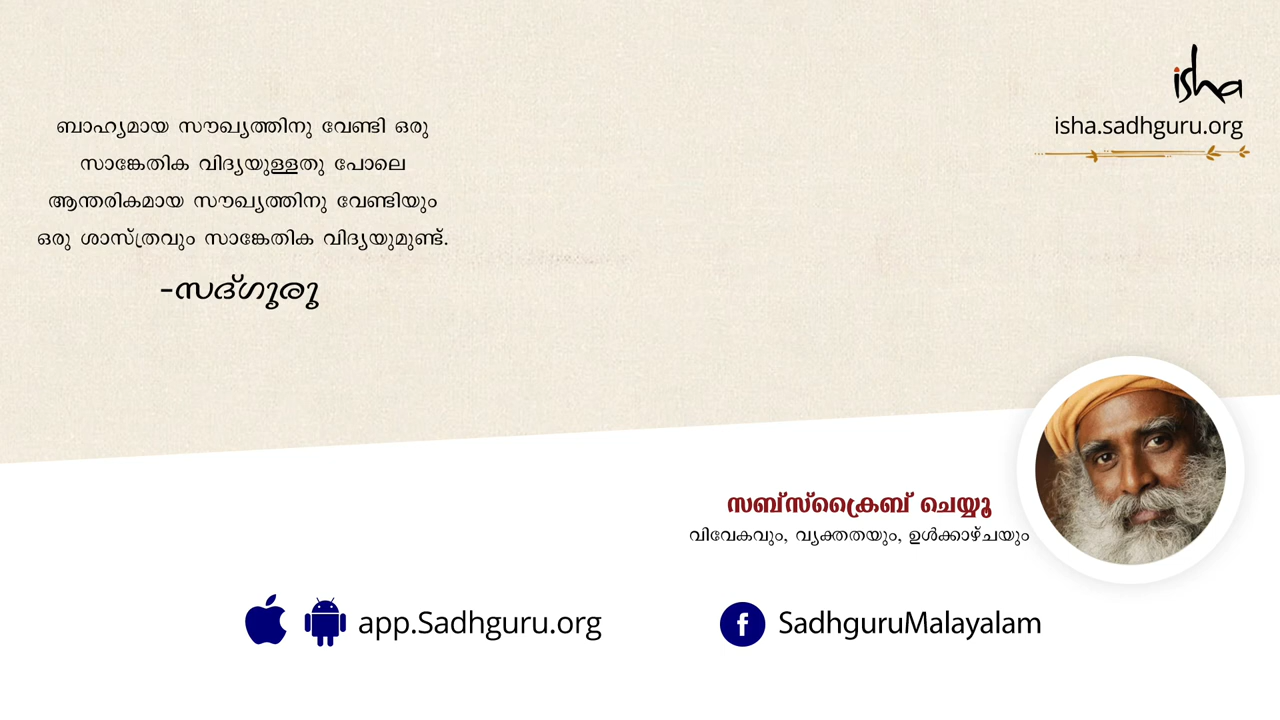 ബാഹ്യമായ സൗഖ്യത്തിനു വേണ്ടി ഒരു
സാങ്കേതിക വിദ്യയുള്ളതു പോലെ
ആന്തരികമായ സൗഖ്യത്തിനു വേണ്ടിയും
ഒരു ശാസ്ത്രവും സാങ്കേതിക വിദ്യയുമുണ്ട്.
-സദ്ഗുരു
isha
isha.sadhguru.org
സബ്സ്ക്രൈബ് ചെയ്യൂ
വിവേകവും, വ്യക്തതയും, ഉൾക്കാഴ്ചയും
app.Sadhguru.org
SadhguruMalayalam